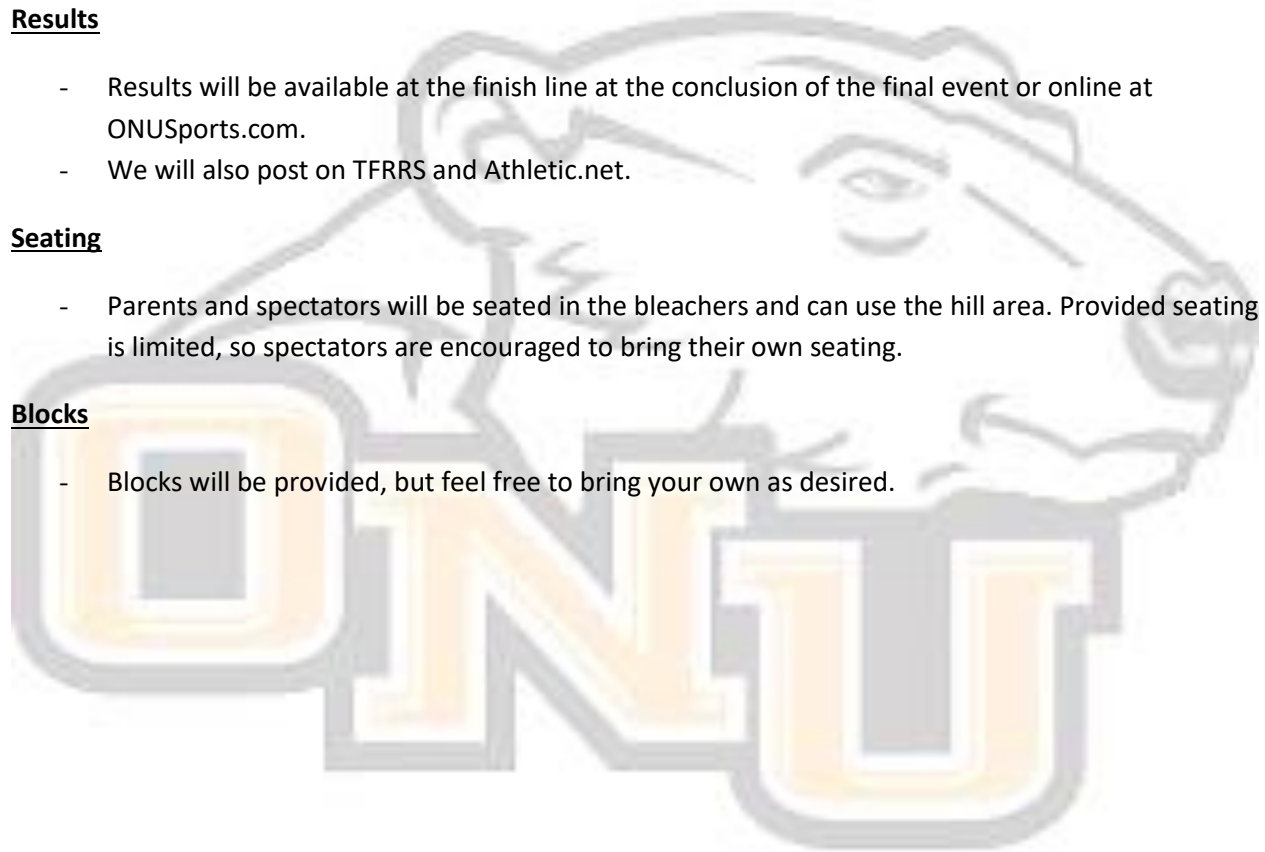 Results
- Results will be available at the finish line at the conclusion of the final event or online at
ONUSports.com.
- We will also post on TFRRS and Athletic.net.
Seating
- Parents and spectators will be seated in the bleachers and can use the hill area. Provided seating
is limited, so spectators are encouraged to bring their own seating.
Blocks
- Blocks will be provided, but feel free to bring your own as desired.
ONU